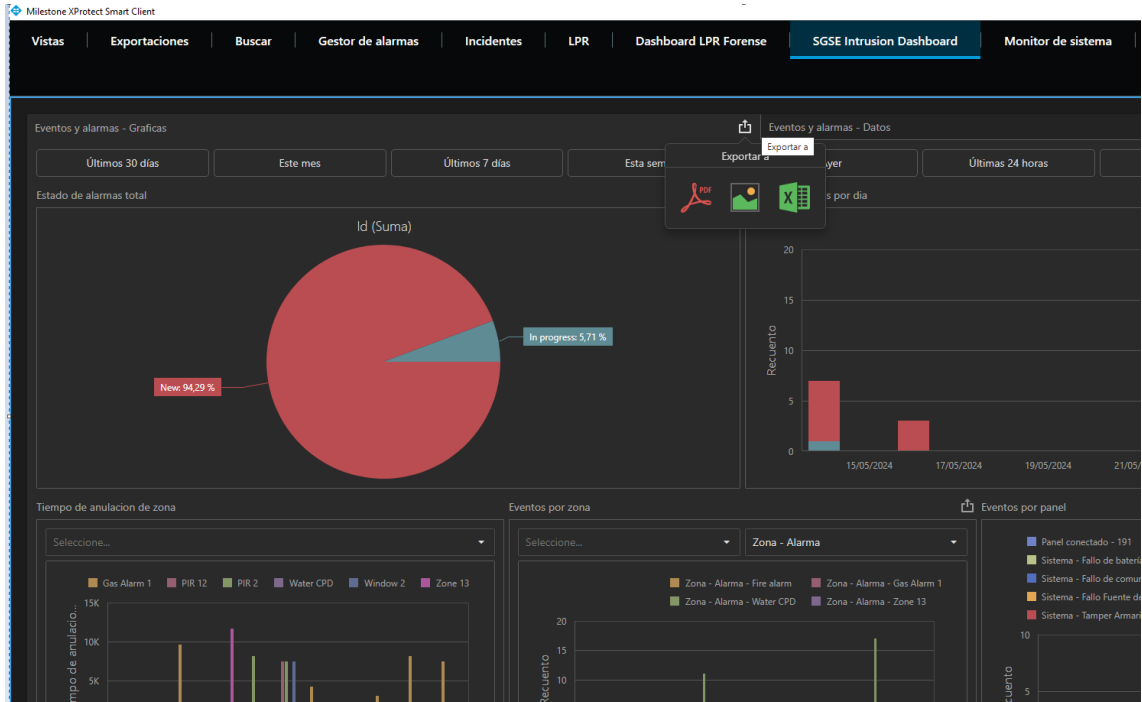 Milestone XProtect Smart Client
Vistas
Exportaciones
Buscar
Gestor de alarmas
Incidentes
LPR
Dashboard LPR Forense
SGSE Intrusion Dashboard
Monitor de sistema
Eventos y alarmas - Graficas
Eventos y alarmas - Datos
Exportar a
Exportar a
PDF
Últimos 30 días
Este mes
Últimos 7 días
Esta sem
yer
Últimas 24 horas
Estado de alarmas total
s por dia
Id (Suma)
In progress: 5,71 %
New: 94,29 %
20
15
10
5
0
Recuento
15/05/2024
17/05/2024
19/05/2024
21/05/
Tiempo de anulacion de zona
Seleccione...
Gas Alarm 1
PIR 12
PIR 2
Water CPD
Window 2
Zone 13
15K
10K
5K
mpo de anulacio...
Eventos por zona
Seleccione...
Zona - Alarma
Zona - Alarma - Fire alarm
Zona - Alarma - Gas Alarm 1
Zona - Alarma - Water CPD
Zona - Alarma - Zone 13
20
15
10
Recuento
Eventos por panel
Panel conectado - 191
Sistema - Fallo de batería
Sistema - Fallo de comun
Sistema - Fallo Fuente de
Sistema - Tamper Armari
10
5
cuento